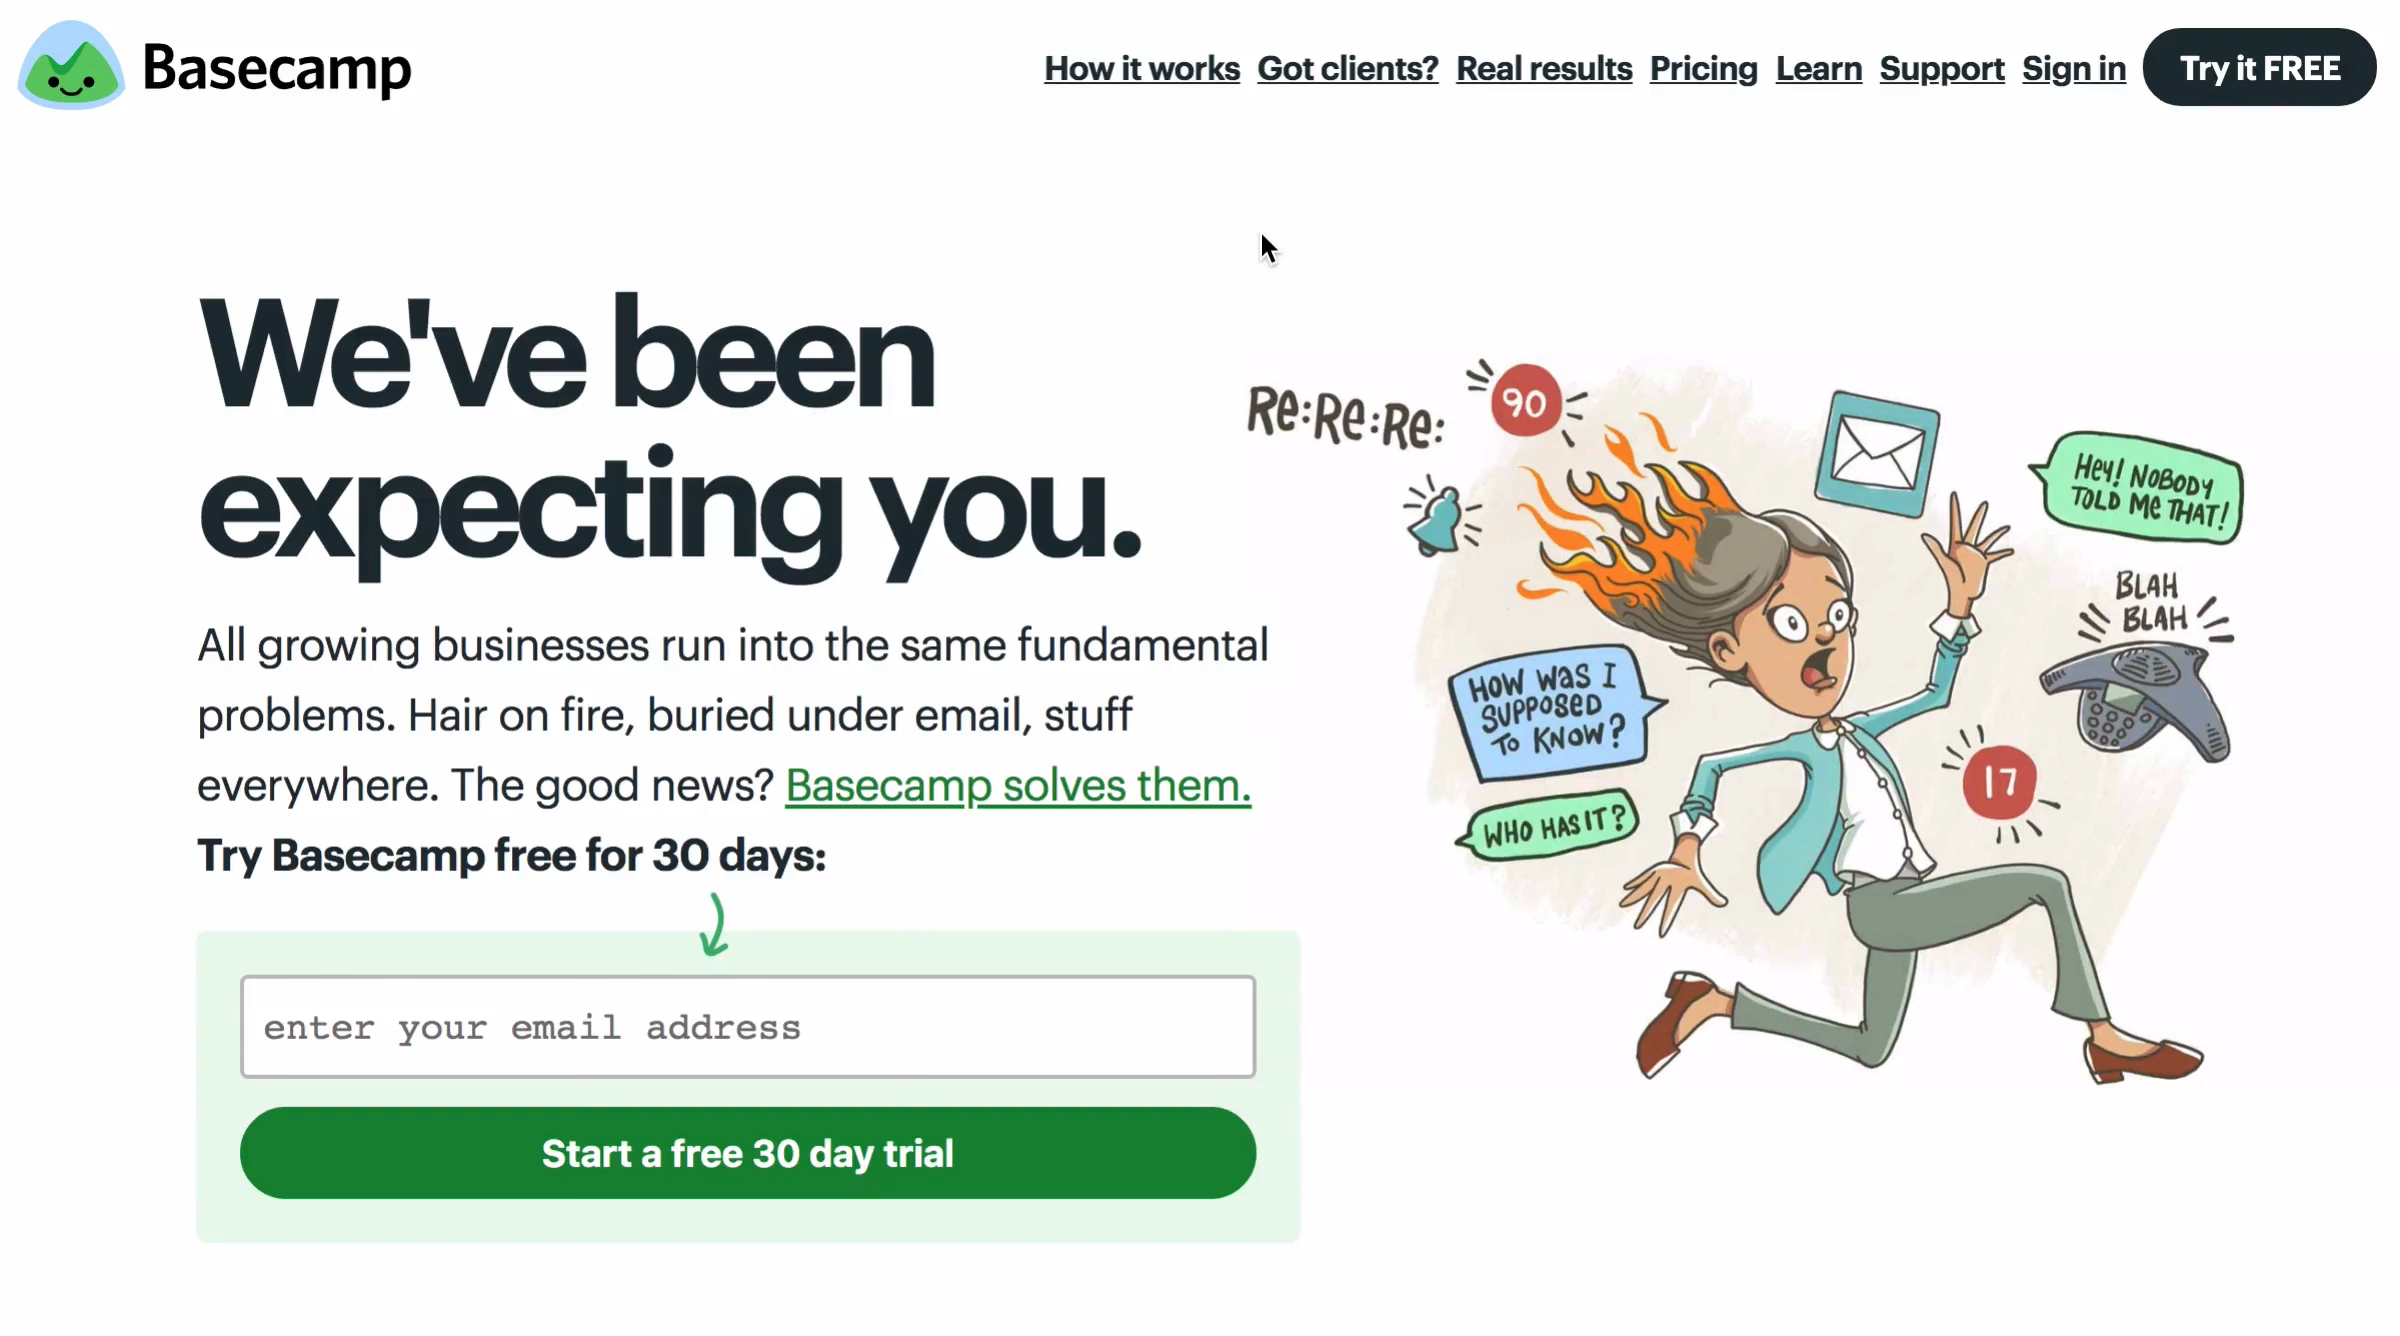 Basecamp
How it works Got clients? Real results Pricing Learn Support Sign in Try it FREE
We've been
expecting you.
All growing businesses run into the same fundamental
problems. Hair on fire, buried under email, stuff
everywhere. The good news? Basecamp solves them.
Try Basecamp free for 30 days:
enter your email address
Start a free 30 day trial
Re:Re:Re:
90
Hey! NOBODY
TOLD Me THAT!
BLAH
BLAH
HOW WAS I
SUPPOSeD
To KNOW?
17
WHO HAS IT?